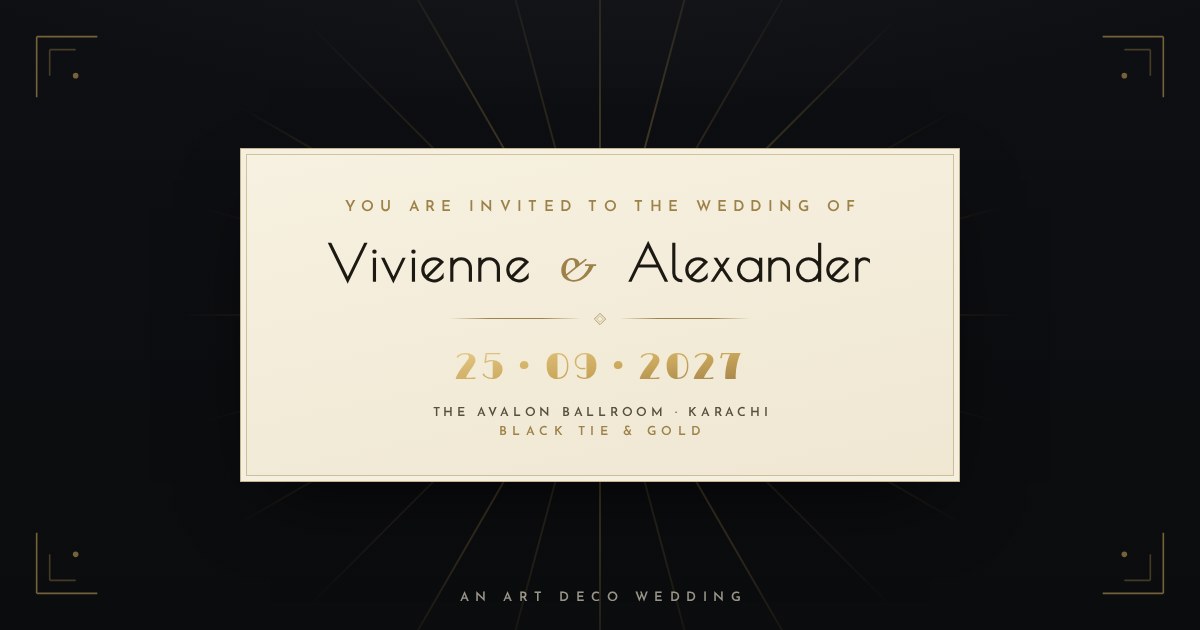 YOU ARE INVITED TO THE WEDDING OF
Vivienne & Alexander
25 • 09 • 2027
THE AVALON BALLROOM · KARACHI
BLACK TIE & GOLD
AN ART DECO WEDDING